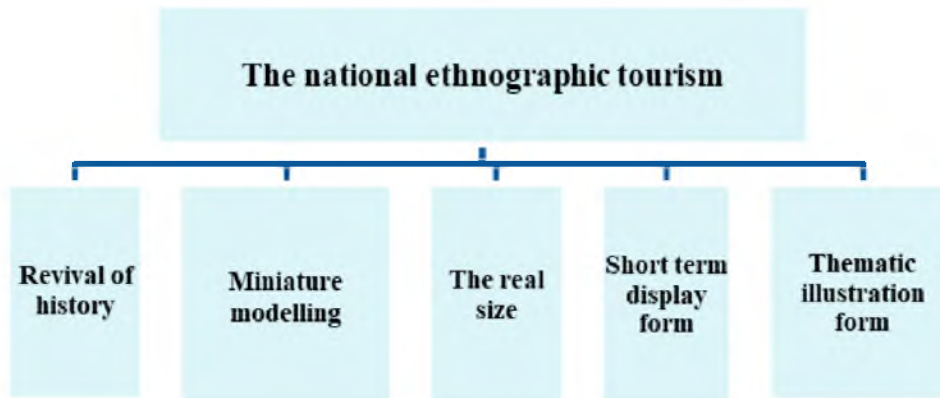 The national ethnographic tourism
Revival of
history
Miniature
modelling
The real
size
Short term
display
form
Thematic
illustration
form